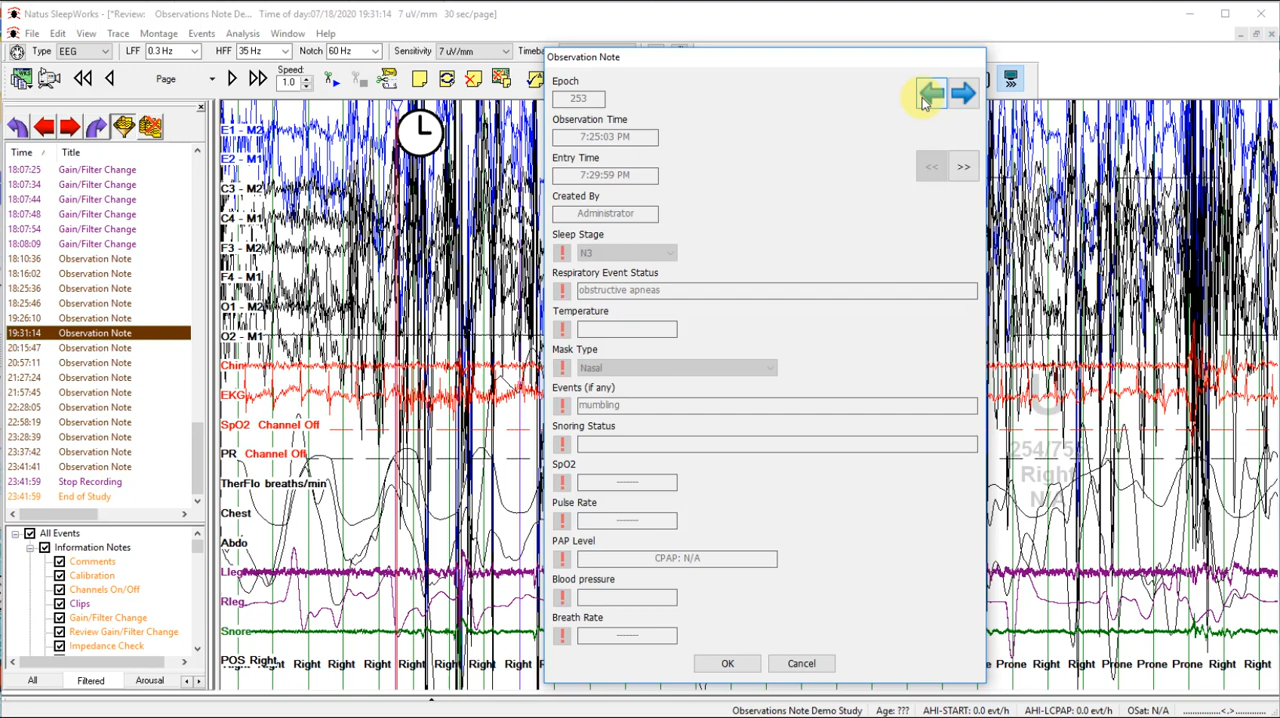 Natus SleepWorks - [*Review: Observations Note De... Time of day:07/18/2020 19:31:14 7 uV/mm 30 sec/page]
File Edit View Trace Montage Events Analysis Window Help
Type EEG LFF 0.3 Hz HFF 35 Hz Notch 60 Hz Sensitivity 7 uV/mm Timeba
Page Speed: 1.0
Time / Title
18:07:25 Gain/Filter Change
18:07:34 Gain/Filter Change
18:07:44 Gain/Filter Change
18:07:48 Gain/Filter Change
18:07:54 Gain/Filter Change
18:08:09 Gain/Filter Change
18:10:36 Observation Note
18:16:02 Observation Note
18:25:36 Observation Note
18:25:46 Observation Note
19:26:10 Observation Note
19:31:14 Observation Note
20:15:47 Observation Note
20:57:11 Observation Note
21:27:24 Observation Note
21:57:45 Observation Note
22:28:05 Observation Note
22:58:19 Observation Note
23:28:39 Observation Note
23:37:42 Observation Note
23:41:41 Observation Note
23:41:59 Stop Recording
23:41:59 End of Study
All Events
Information Notes
Comments
Calibration
Channels On/Off
Clips
Gain/Filter Change
Review Gain/Filter Change
Impedance Check
All Filtered Arousal
E1 - M2
E2 - M1
C3 - M2
C4 - M1
F3 - M2
F4 - M1
O1 - M2
O2 - M1
Chin
EKG
SpO2 Channel Off
PR Channel Off
TherFlo breaths/min
Chest
Abdo
Lleg
Rleg
Snore
POS Right Right Right Right Right Right Right Right
Observation Note
Epoch
253
Observation Time
7:25:03 PM
Entry Time
7:29:59 PM
<< >>
Created By
Administrator
Sleep Stage
N3
Respiratory Event Status
obstructive apneas
Temperature
Mask Type
Nasal
Events (if any)
mumbling
Snoring Status
SpO2
-------
Pulse Rate
-------
PAP Level
CPAP: N/A
Blood pressure
Breath Rate
-------
OK Cancel
254/755
Right
N/A
Right Right Right Prone Prone Prone Prone Right Right
Observations Note Demo Study Age: ??? AHI-START: 0.0 evt/h AHI-LCPAP: 0.0 evt/h OSat: N/A .........<.>.........